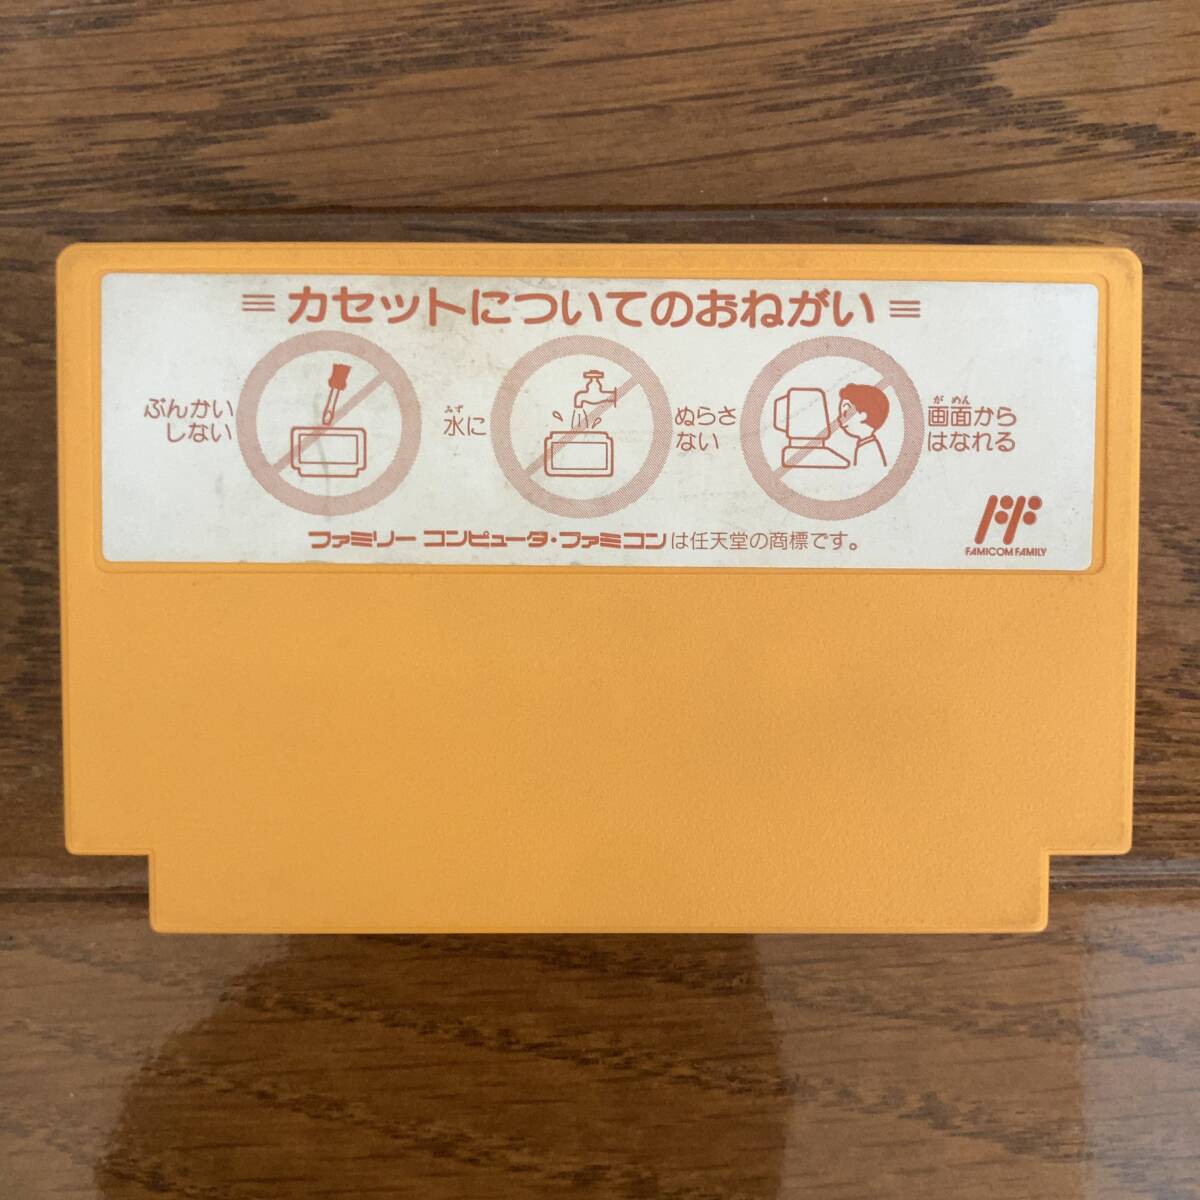 カセットについてのおねがい
ぶんかい
しない
みず
水に
ぬらさ
ない
が めん
画面から
はなれる
ファミリー コンピュータ・ファミコンは任天堂の商標です。
FF
FAMICOM FAMILY